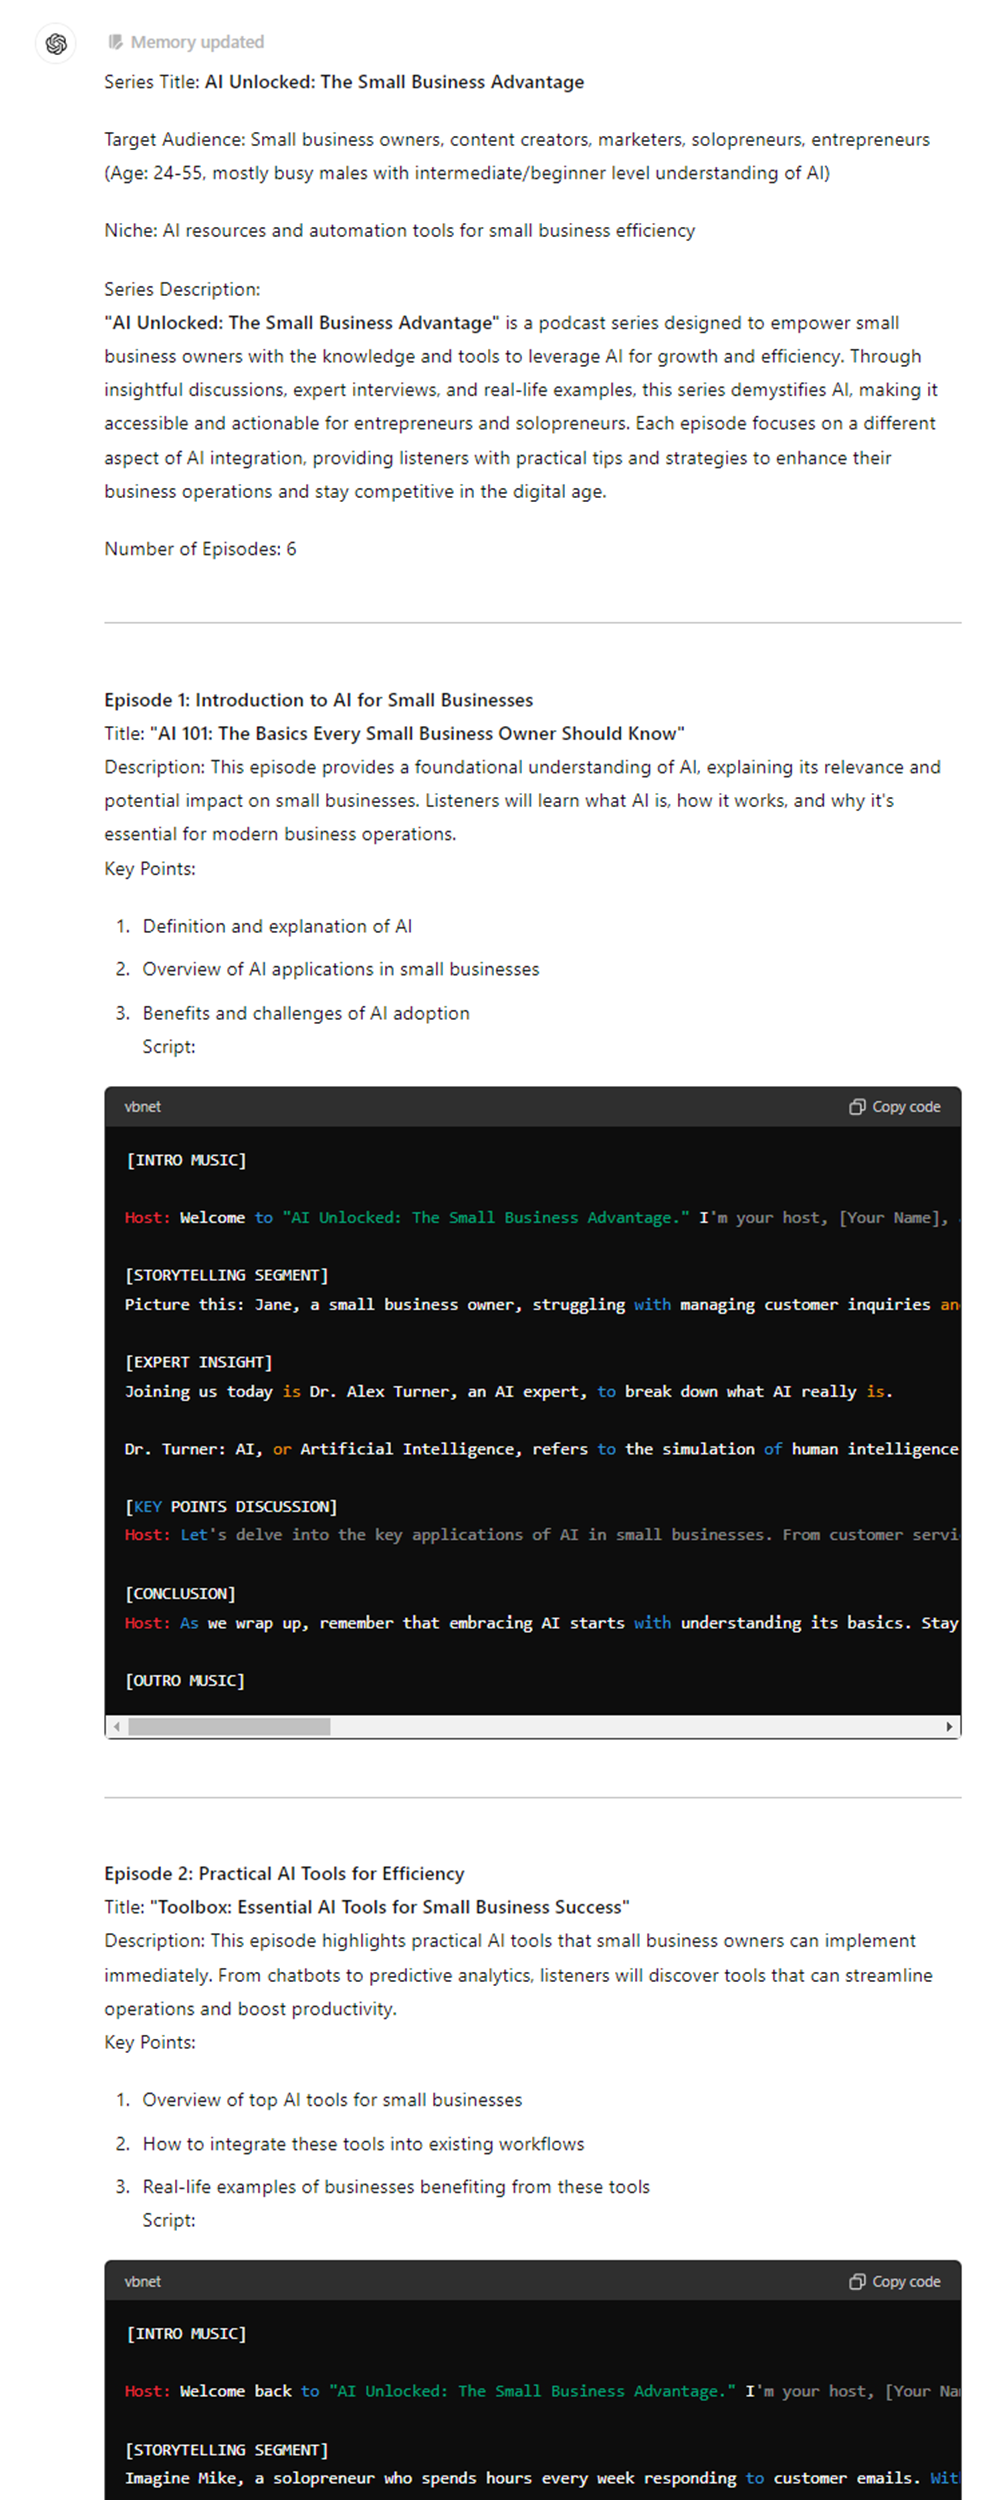 Memory updated
Series Title: AI Unlocked: The Small Business Advantage
Target Audience: Small business owners, content creators, marketers, solopreneurs, entrepreneurs
(Age: 24-55, mostly busy males with intermediate/beginner level understanding of AI)
Niche: AI resources and automation tools for small business efficiency
Series Description:
"AI Unlocked: The Small Business Advantage" is a podcast series designed to empower small
business owners with the knowledge and tools to leverage AI for growth and efficiency. Through
insightful discussions, expert interviews, and real-life examples, this series demystifies AI, making it
accessible and actionable for entrepreneurs and solopreneurs. Each episode focuses on a different
aspect of AI integration, providing listeners with practical tips and strategies to enhance their
business operations and stay competitive in the digital age.
Number of Episodes: 6
Episode 1: Introduction to AI for Small Businesses
Title: "AI 101: The Basics Every Small Business Owner Should Know"
Description: This episode provides a foundational understanding of AI, explaining its relevance and
potential impact on small businesses. Listeners will learn what AI is, how it works, and why it's
essential for modern business operations.
Key Points:
1. Definition and explanation of AI
2. Overview of AI applications in small businesses
3. Benefits and challenges of AI adoption
Script:
vbnet Copy code
[INTRO MUSIC]
Host: Welcome to "AI Unlocked: The Small Business Advantage." I'm your host, [Your Name],
[STORYTELLING SEGMENT]
Picture this: Jane, a small business owner, struggling with managing customer inquiries an
[EXPERT INSIGHT]
Joining us today is Dr. Alex Turner, an AI expert, to break down what AI really is.
Dr. Turner: AI, or Artificial Intelligence, refers to the simulation of human intelligence
[KEY POINTS DISCUSSION]
Host: Let's delve into the key applications of AI in small businesses. From customer servi
[CONCLUSION]
Host: As we wrap up, remember that embracing AI starts with understanding its basics. Stay
[OUTRO MUSIC]
Episode 2: Practical AI Tools for Efficiency
Title: "Toolbox: Essential AI Tools for Small Business Success"
Description: This episode highlights practical AI tools that small business owners can implement
immediately. From chatbots to predictive analytics, listeners will discover tools that can streamline
operations and boost productivity.
Key Points:
1. Overview of top AI tools for small businesses
2. How to integrate these tools into existing workflows
3. Real-life examples of businesses benefiting from these tools
Script:
vbnet Copy code
[INTRO MUSIC]
Host: Welcome back to "AI Unlocked: The Small Business Advantage." I'm your host, [Your Na
[STORYTELLING SEGMENT]
Imagine Mike, a solopreneur who spends hours every week responding to customer emails. Wit